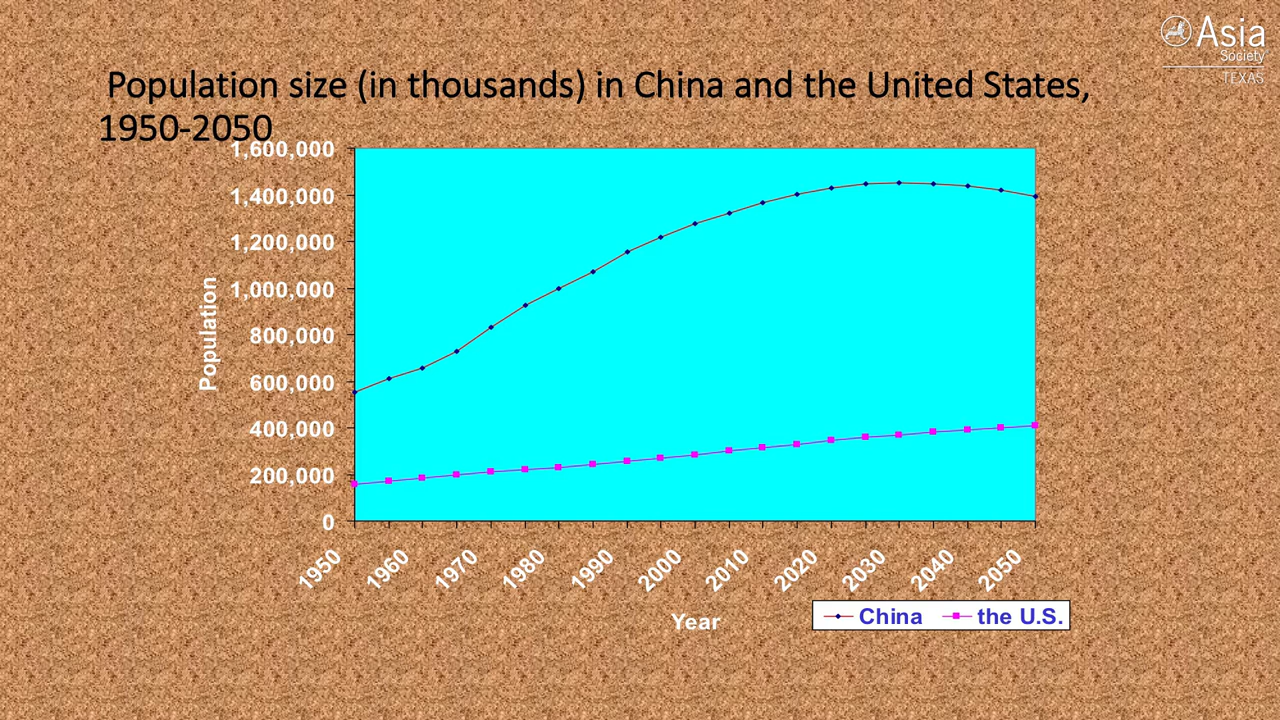 Asia
Society
TEXAS
Population size (in thousands) in China and the United States,
1950-2050
1,600,000
1,400,000
1,200,000
1,000,000
800,000
600,000
400,000
200,000
0
Population
1950 1960 1970 1980 1990 2000 2010 2020 2030 2040 2050
Year
China the U.S.